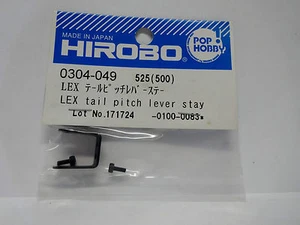 MADE IN JAPAN
POP!
HOBBY
HIROBO
0304-049 525(500)
LEX テールピッチレバーステー
LEX tail pitch lever stay
Lot No.171724 -0100-0083*